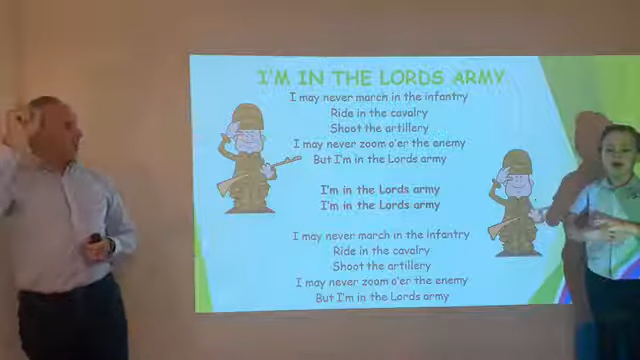 I'M IN THE LORDS ARMY
I may never march in the infantry
Ride in the cavalry
Shoot the artillery
I may never zoom o'er the enemy
But I'm in the Lords army
I'm in the Lords army
I'm in the Lords army
I may never march in the infantry
Ride in the cavalry
Shoot the artillery
I may never zoom o'er the enemy
But I'm in the Lords army